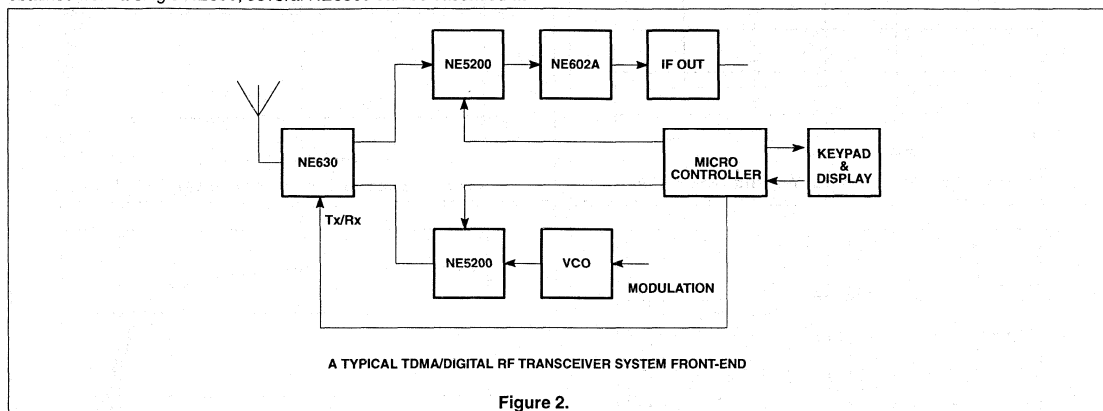 NE5200
NE602A
IF OUT
NE630
MICRO
CONTROLLER
KEYPAD
&
DISPLAY
Tx/Rx
NE5200
VCO
MODULATION
A TYPICAL TDMA/DIGITAL RF TRANSCEIVER SYSTEM FRONT-END
Figure 2.